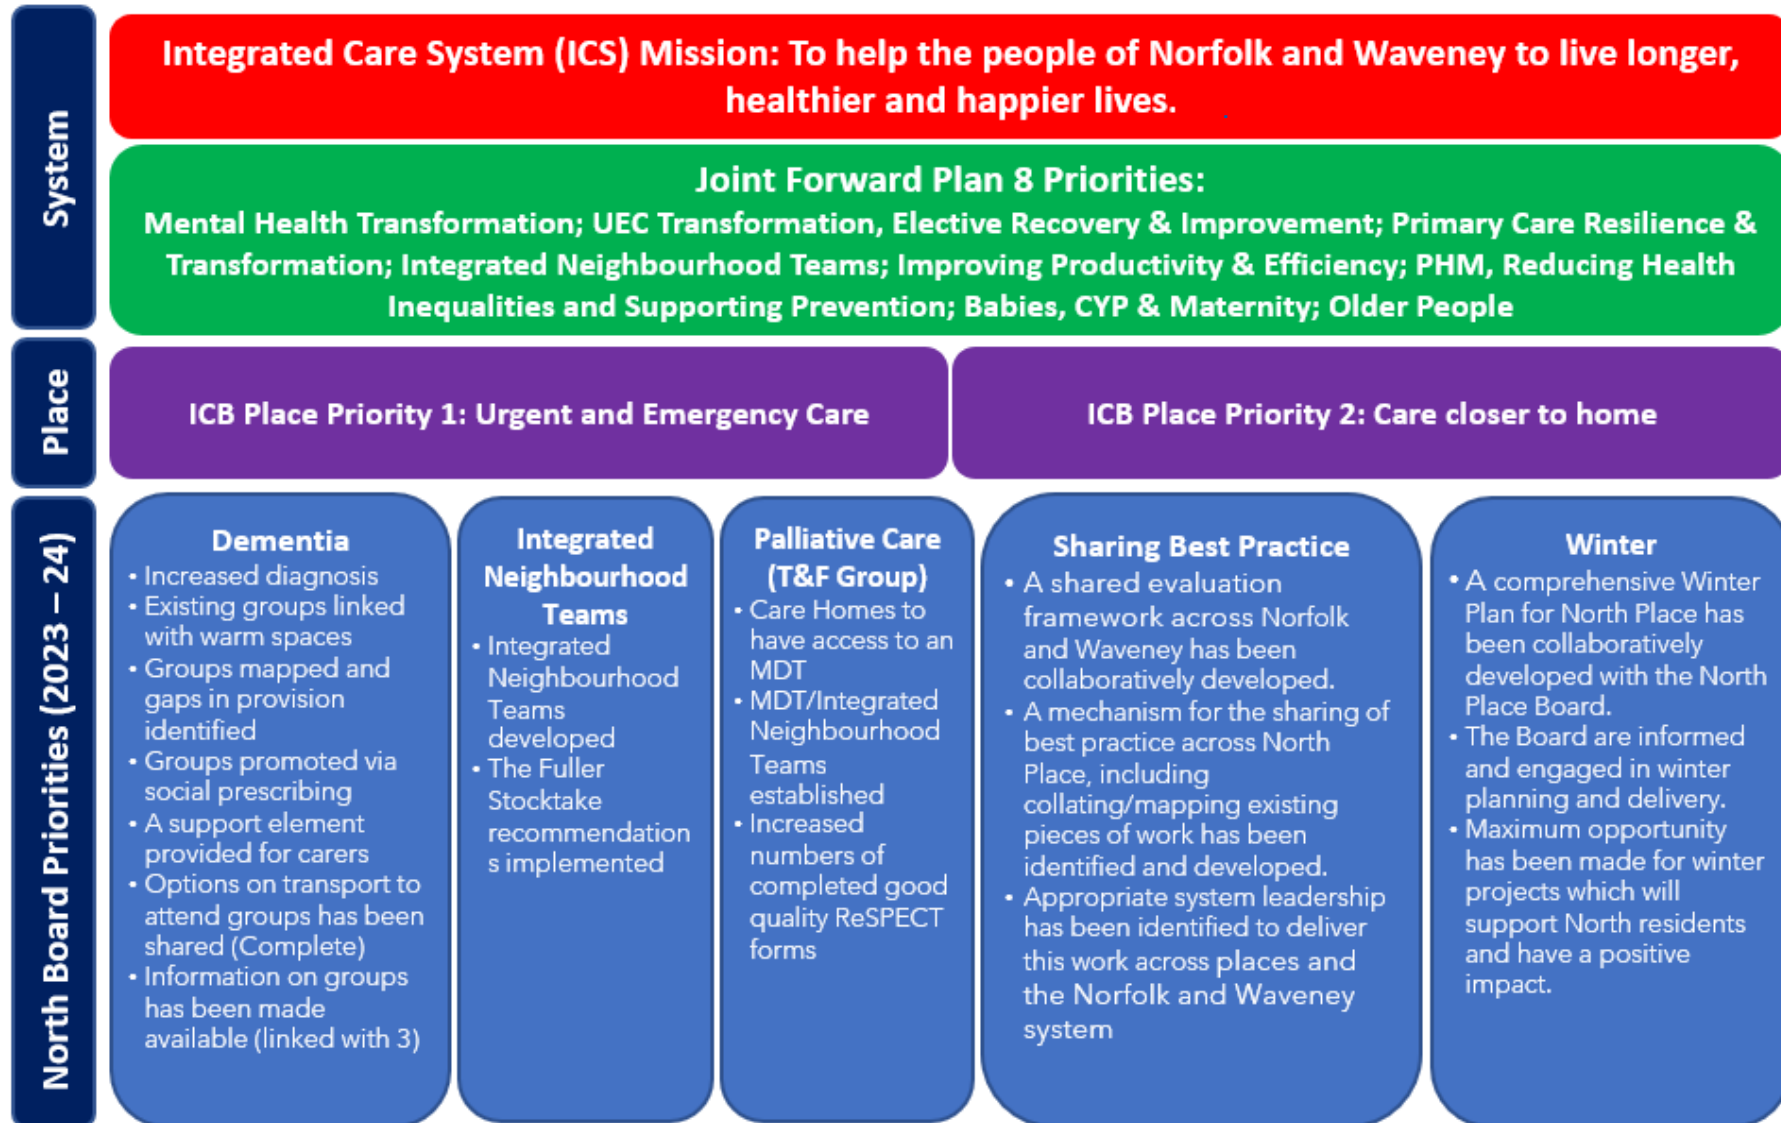 System
Integrated Care System (ICS) Mission: To help the people of Norfolk and Waveney to live longer,
healthier and happier lives.
Joint Forward Plan 8 Priorities:
Mental Health Transformation; UEC Transformation, Elective Recovery & Improvement; Primary Care Resilience &
Transformation; Integrated Neighbourhood Teams; Improving Productivity & Efficiency; PHM, Reducing Health
Inequalities and Supporting Prevention; Babies, CYP & Maternity; Older People
Place
ICB Place Priority 1: Urgent and Emergency Care
ICB Place Priority 2: Care closer to home
North Board Priorities (2023 – 24)
Dementia
• Increased diagnosis
• Existing groups linked
with warm spaces
• Groups mapped and
gaps in provision
identified
• Groups promoted via
social prescribing
• A support element
provided for carers
• Options on transport to
attend groups has been
shared (Complete)
• Information on groups
has been made
available (linked with 3)
Integrated
Neighbourhood
Teams
• Integrated
Neighbourhood
Teams
developed
• The Fuller
Stocktake
recommendation
s implemented
Palliative Care
(T&F Group)
• Care Homes to
have access to an
MDT
• MDT/Integrated
Neighbourhood
Teams
established
• Increased
numbers of
completed good
quality ReSPECT
forms
Sharing Best Practice
• A shared evaluation
framework across Norfolk
and Waveney has been
collaboratively developed.
• A mechanism for the sharing of
best practice across North
Place, including
collating/mapping existing
pieces of work has been
identified and developed.
• Appropriate system leadership
has been identified to deliver
this work across places and
the Norfolk and Waveney
system
Winter
• A comprehensive Winter
Plan for North Place has
been collaboratively
developed with the North
Place Board.
• The Board are informed
and engaged in winter
planning and delivery.
• Maximum opportunity
has been made for winter
projects which will
support North residents
and have a positive
impact.